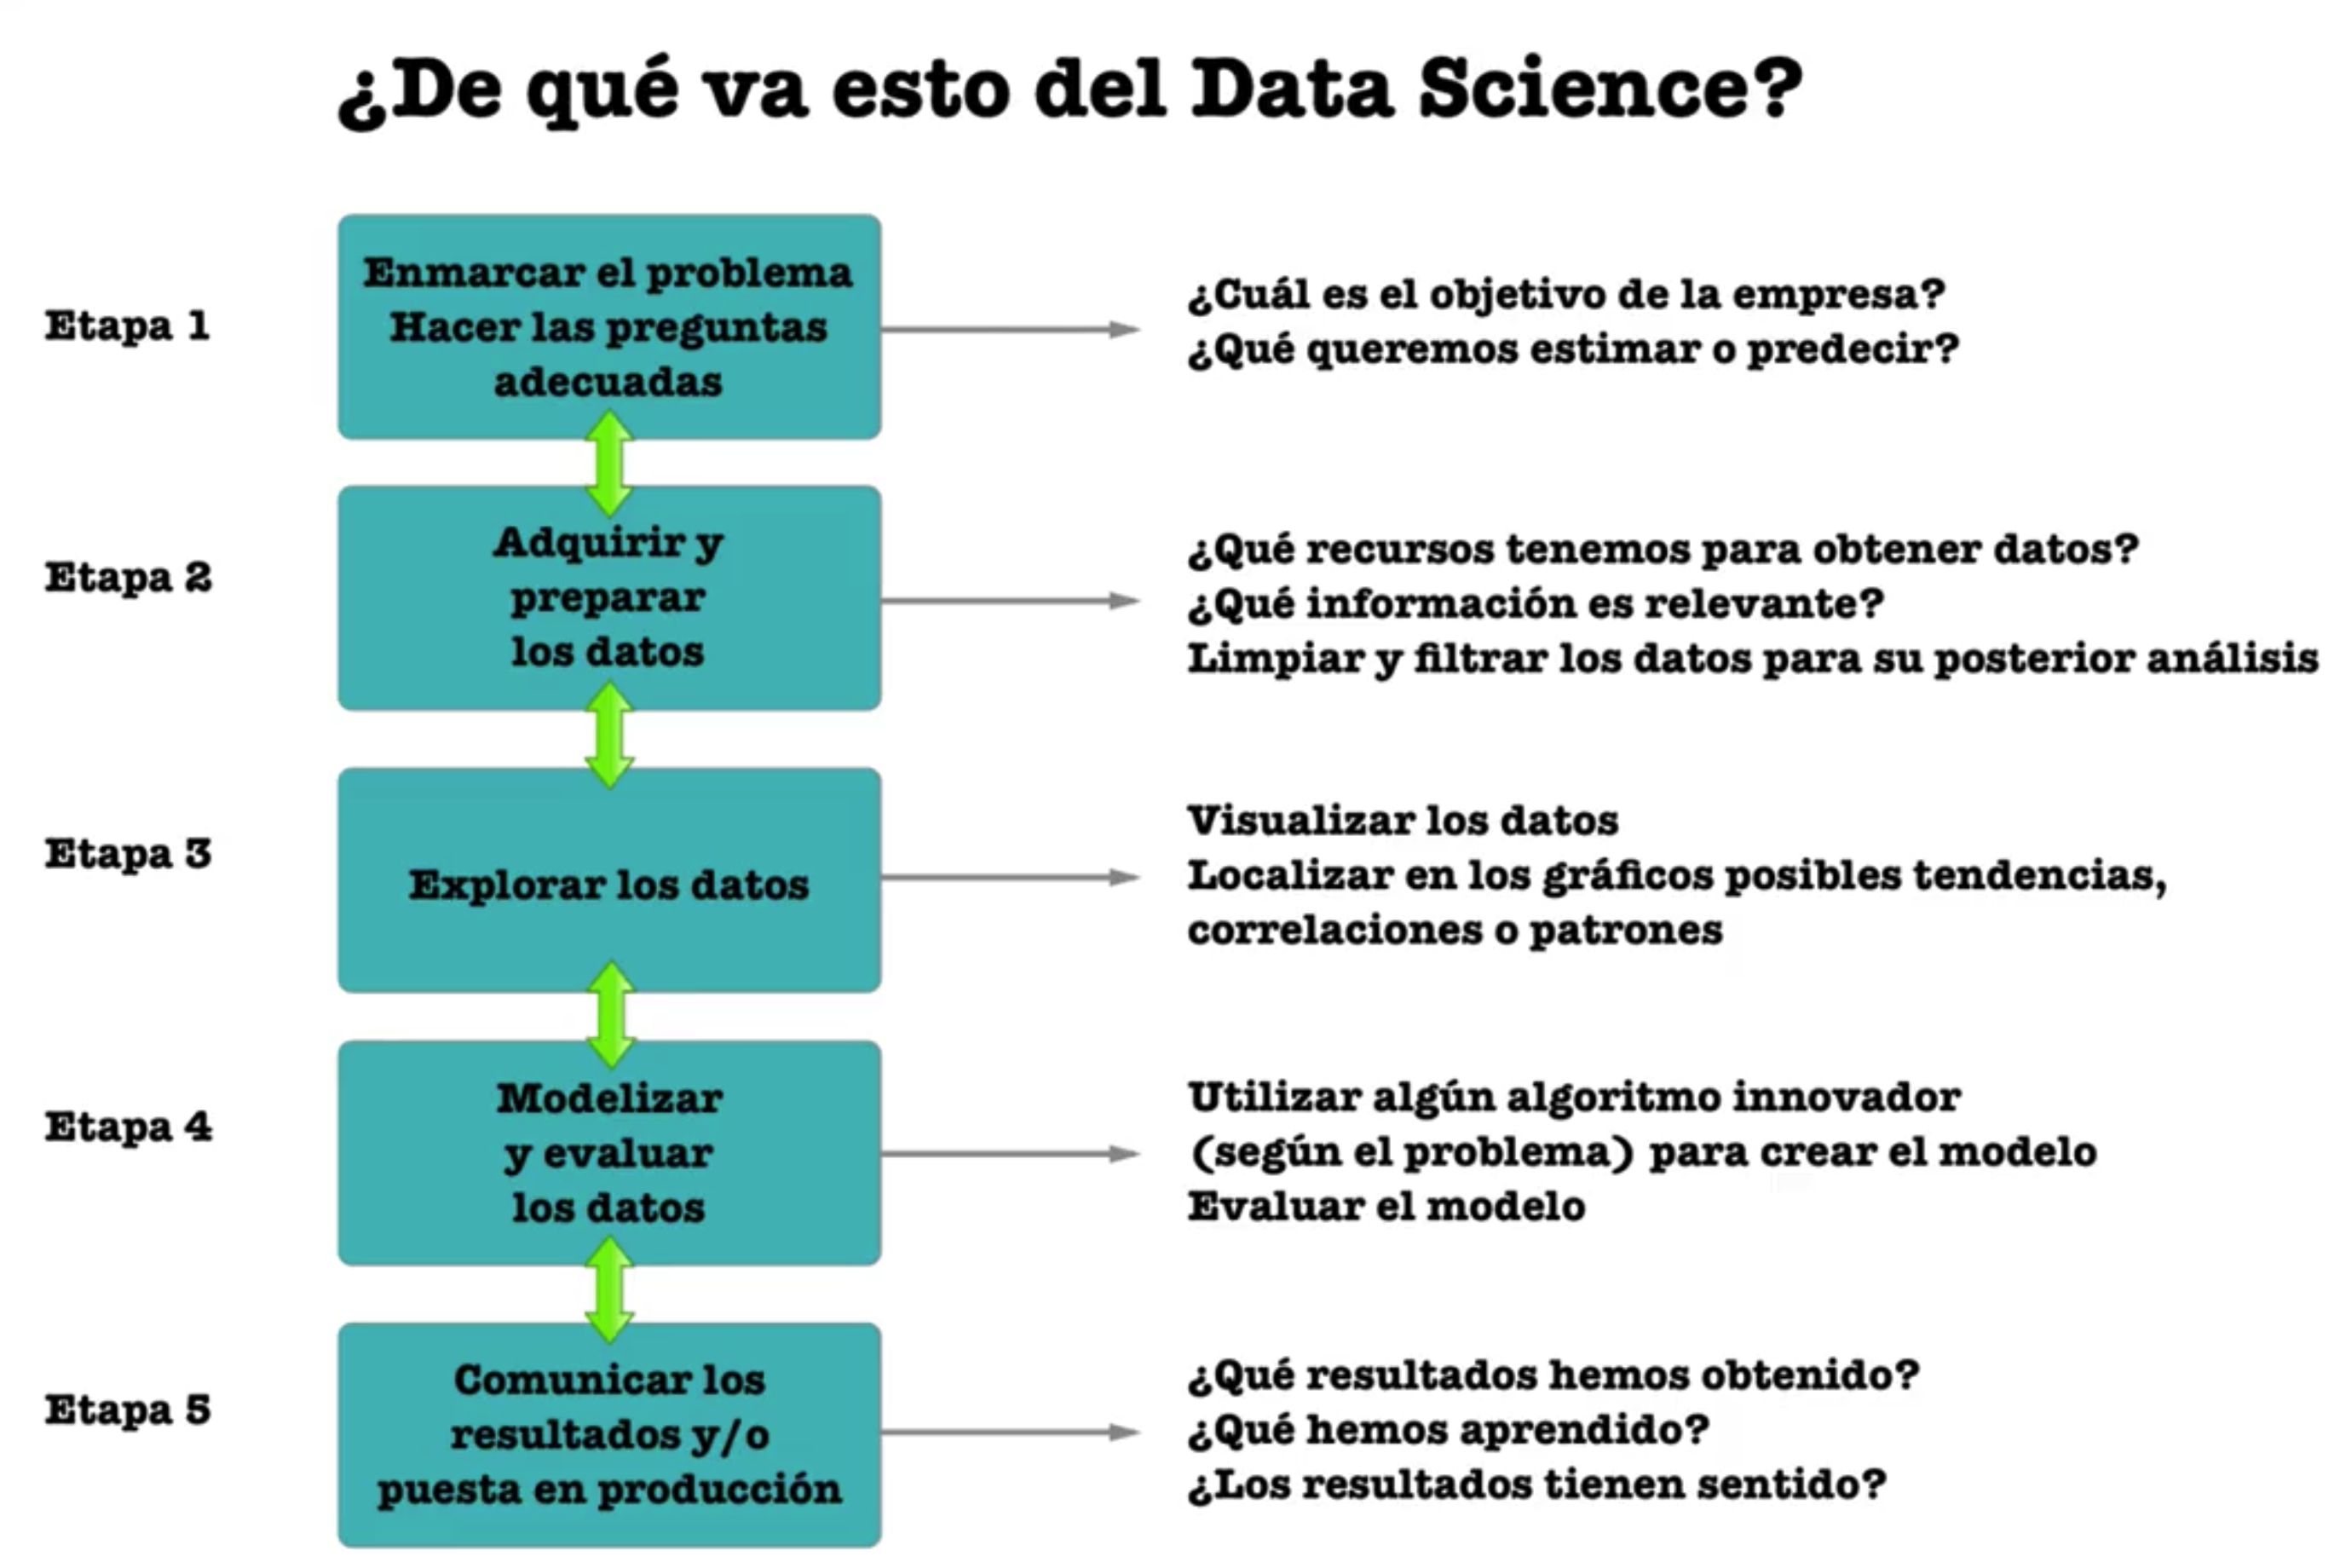 ¿De qué va esto del Data Science?
Etapa 1
Enmarcar el problema
Hacer las preguntas
adecuadas
¿Cuál es el objetivo de la empresa?
¿Qué queremos estimar o predecir?
Etapa 2
Adquirir y
preparar
los datos
¿Qué recursos tenemos para obtener datos?
¿Qué información es relevante?
Limpiar y filtrar los datos para su posterior análisis
Etapa 3
Explorar los datos
Visualizar los datos
Localizar en los gráficos posibles tendencias,
correlaciones o patrones
Etapa 4
Modelizar
y evaluar
los datos
Utilizar algún algoritmo innovador
(según el problema) para crear el modelo
Evaluar el modelo
Etapa 5
Comunicar los
resultados y/o
puesta en producción
¿Qué resultados hemos obtenido?
¿Qué hemos aprendido?
¿Los resultados tienen sentido?